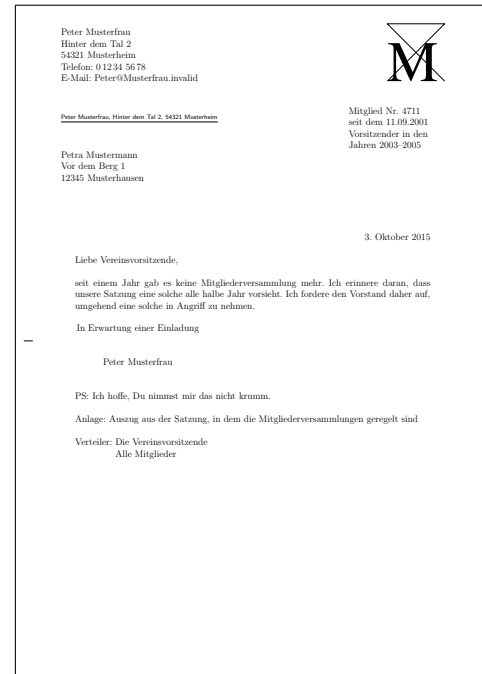 Peter Musterfrau
Hinter dem Tal 2
54321 Musterheim
Telefon: 0 12 34 56 78
E-Mail: Peter@Musterfrau.invalid
M
Peter Musterfrau, Hinter dem Tal 2, 54321 Musterheim
Mitglied Nr. 4711
seit dem 11.09.2001
Vorsitzender in den
Jahren 2003–2005
Petra Mustermann
Vor dem Berg 1
12345 Musterhausen
3. Oktober 2015
Liebe Vereinsvorsitzende,
seit einem Jahr gab es keine Mitgliederversammlung mehr. Ich erinnere daran, dass
unsere Satzung eine solche alle halbe Jahr vorsieht. Ich fordere den Vorstand daher auf,
umgehend eine solche in Angriff zu nehmen.
In Erwartung einer Einladung
Peter Musterfrau
PS: Ich hoffe, Du nimmst mir das nicht krumm.
Anlage: Auszug aus der Satzung, in dem die Mitgliederversammlungen geregelt sind
Verteiler: Die Vereinsvorsitzende
Alle Mitglieder